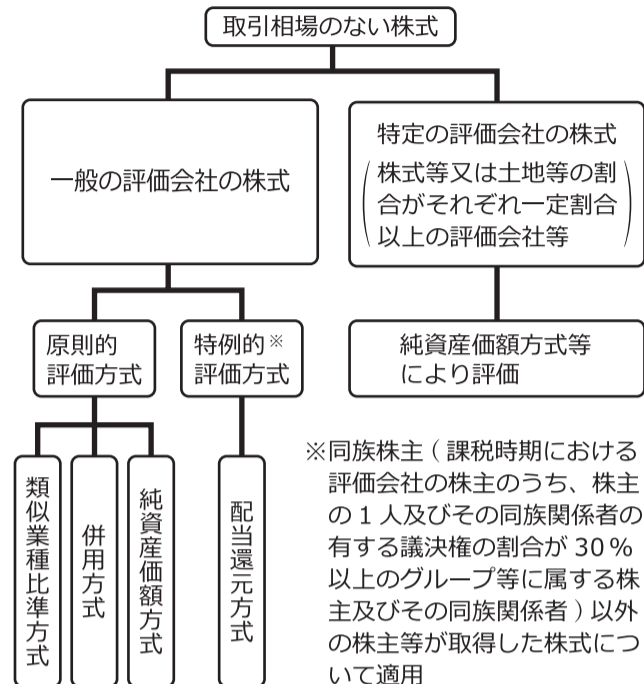 取引相場のない株式
一般の評価会社の株式
特定の評価会社の株式
(株式等又は土地等の割
合がそれぞれ一定割合
以上の評価会社等)
原則的
評価方式
特例的※
評価方式
純資産価額方式等
により評価
類似業種比準方式
併用方式
純資産価額方式
配当還元方式
※同族株主(課税時期における
評価会社の株主のうち、株主
の1人及びその同族関係者の
有する議決権の割合が30%
以上のグループ等に属する株
主及びその同族関係者)以外
の株主等が取得した株式につ
いて適用